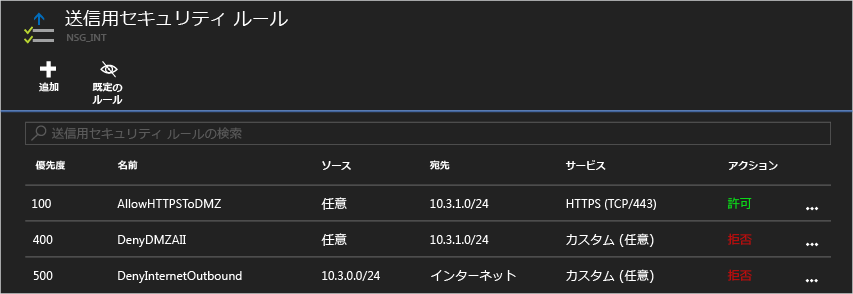 送信用セキュリティ ルール
NSG_INT
追加
既定の
ルール
送信用セキュリティ ルールの検索
優先度 名前 ソース 宛先 サービス アクション
100 AllowHTTPSToDMZ 任意 10.3.1.0/24 HTTPS (TCP/443) 許可 ...
400 DenyDMZAll 任意 10.3.1.0/24 カスタム (任意) 拒否 ...
500 DenyInternetOutbound 10.3.0.0/24 インターネット カスタム (任意) 拒否 ...